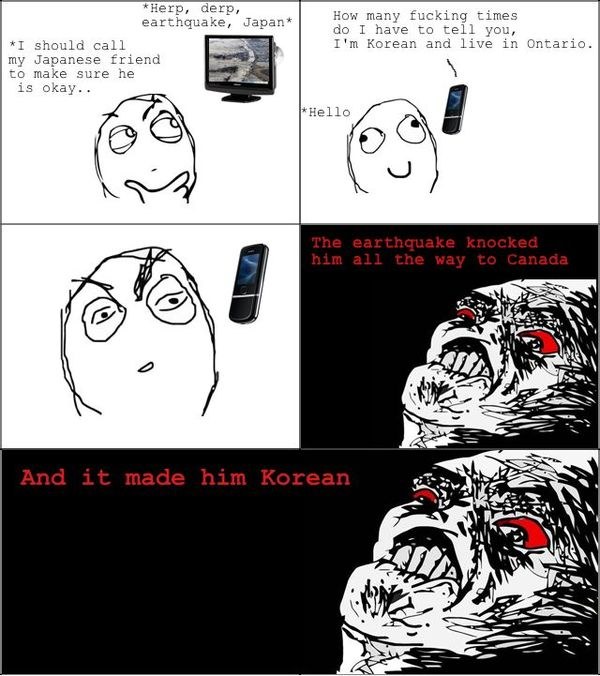 *Herp, derp,
earthquake, Japan*
*I should call
my Japanese friend
to make sure he
is okay..
How many fucking times
do I have to tell you,
I'm Korean and live in Ontario.
*Hello
The earthquake knocked
him all the way to Canada
And it made him Korean